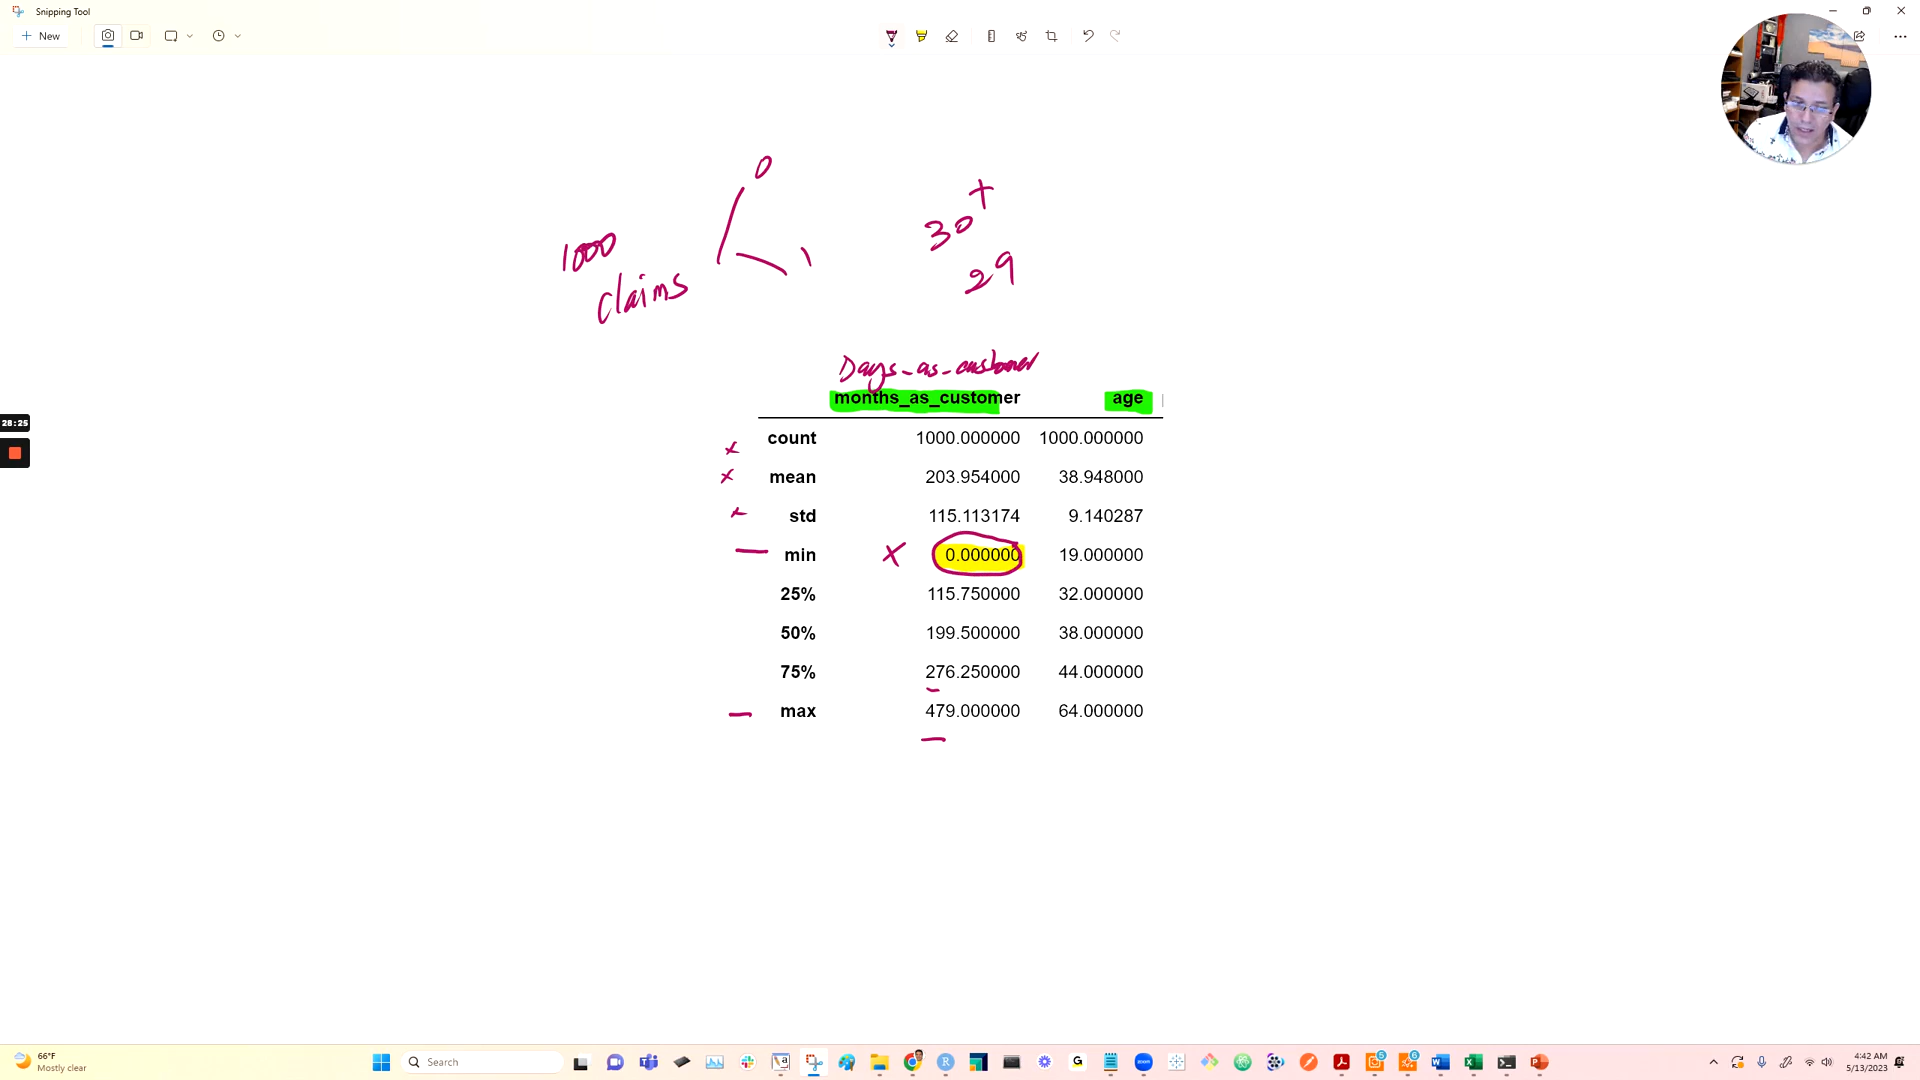 Snipping Tool
New
0
1000
claims
1
30+
29
Days_as_customer
months_as_customer age
count 1000.000000 1000.000000
mean 203.954000 38.948000
std 115.113174 9.140287
min 0.000000 19.000000
25% 115.750000 32.000000
50% 199.500000 38.000000
75% 276.250000 44.000000
max 479.000000 64.000000
28:25
66°F
Mostly clear
Search
4:42 AM
5/13/2023